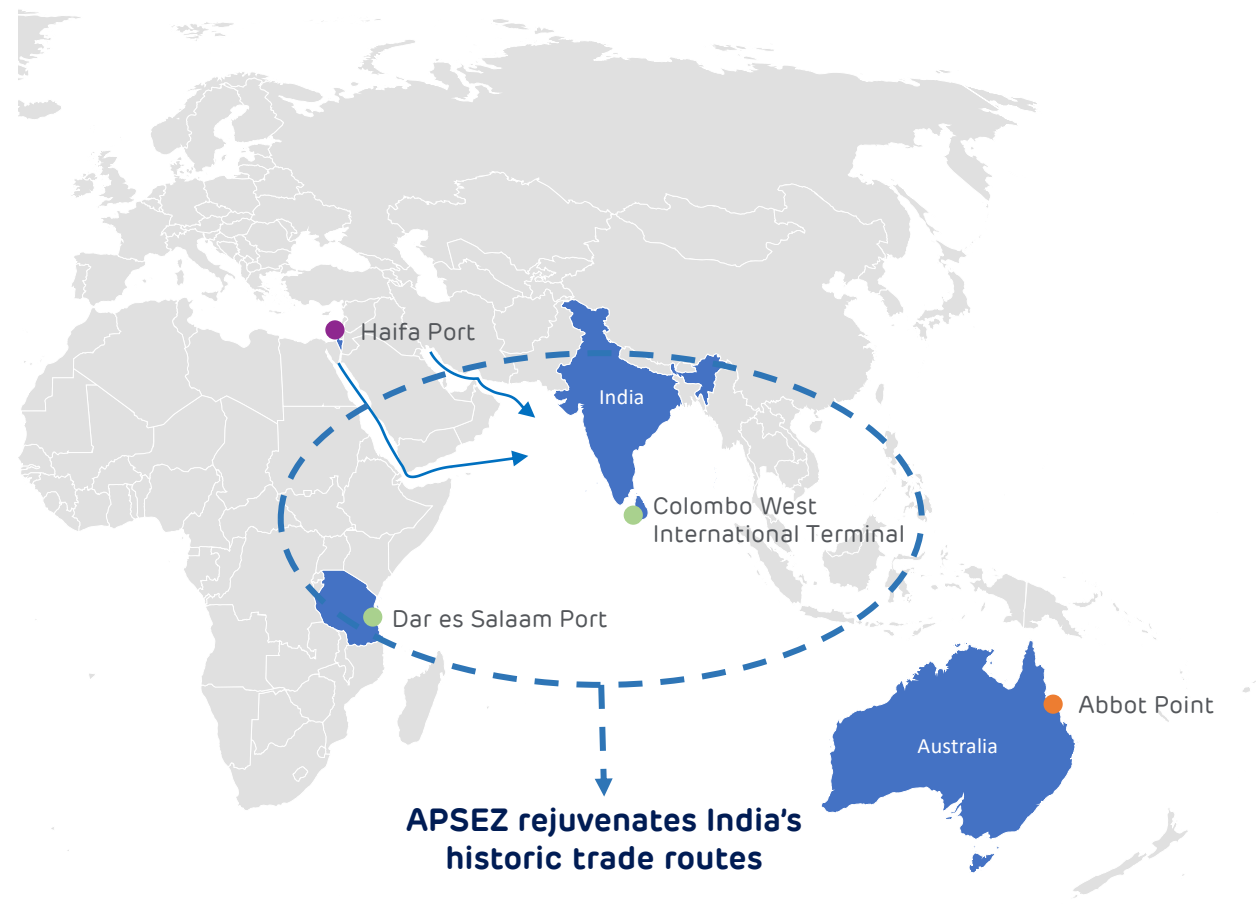 Haifa Port
India
Colombo West
International Terminal
Dar es Salaam Port
Abbot Point
Australia
APSEZ rejuvenates India’s
historic trade routes